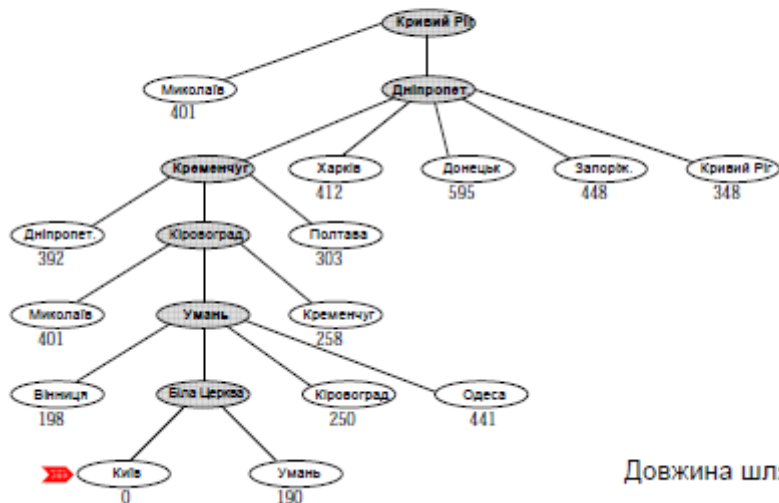 Кривий Ріг
Миколаїв
401
Дніпропет.
Кременчуг
Харків
412
Донецьк
595
Запоріж.
448
Кривий Ріг
348
Дніпропет.
392
Кіровоград
Полтава
303
Миколаїв
401
Умань
Кременчуг
258
Вінниця
198
Біла Церква
Кіровоград
250
Одеса
441
Київ
0
Умань
190
Довжина шл